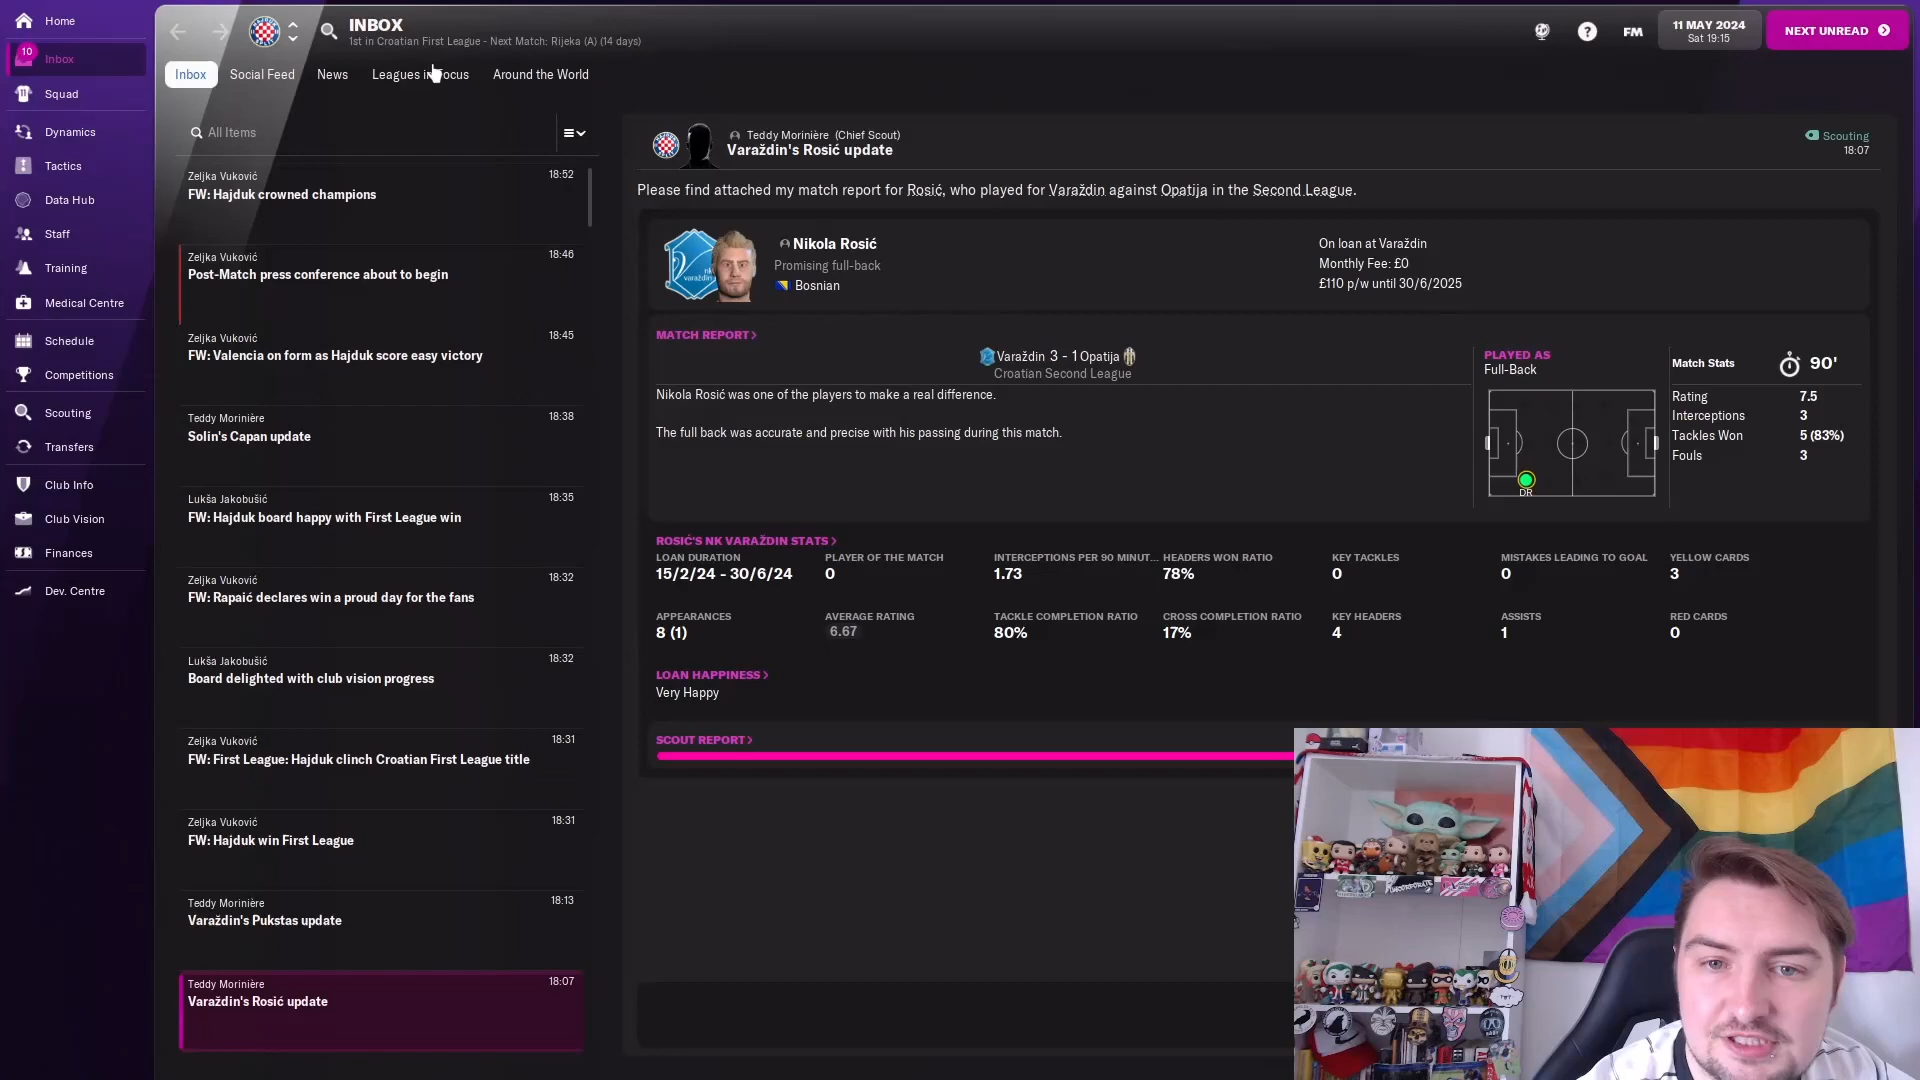 Home
10
Inbox
Squad
Dynamics
Tactics
Data Hub
Staff
Training
Medical Centre
Schedule
Competitions
Scouting
Transfers
Club Info
Club Vision
Finances
Dev. Centre
INBOX
1st in Croatian First League - Next Match: Rijeka (A) (14 days)
FM
11 MAY 2024
Sat 19:15
NEXT UNREAD
Inbox
Social Feed
News
Leagues in Focus
Around the World
All Items
Zeljka Vuković 18:52
FW: Hajduk crowned champions
Zeljka Vuković 18:46
Post-Match press conference about to begin
Zeljka Vuković 18:45
FW: Valencia on form as Hajduk score easy victory
Teddy Morinière 18:38
Solin's Capan update
Lukša Jakobušić 18:35
FW: Hajduk board happy with First League win
Zeljka Vuković 18:32
FW: Rapaić declares win a proud day for the fans
Lukša Jakobušić 18:32
Board delighted with club vision progress
Zeljka Vuković 18:31
FW: First League: Hajduk clinch Croatian First League title
Zeljka Vuković 18:31
FW: Hajduk win First League
Teddy Morinière 18:13
Varaždin's Pukstas update
Teddy Morinière 18:07
Varaždin's Rosić update
Teddy Morinière (Chief Scout)
Varaždin's Rosić update
Scouting
18:07
Please find attached my match report for Rosić, who played for Varaždin against Opatija in the Second League.
nk varaždin
Nikola Rosić
Promising full-back
Bosnian
On loan at Varaždin
Monthly Fee: £0
£110 p/w until 30/6/2025
MATCH REPORT>
Varaždin 3 - 1 Opatija
Croatian Second League
Nikola Rosić was one of the players to make a real difference.
The full back was accurate and precise with his passing during this match.
PLAYED AS
Full-Back
DR
Match Stats 90'
Rating 7.5
Interceptions 3
Tackles Won 5 (83%)
Fouls 3
ROSIĆ'S NK VARAŽDIN STATS>
LOAN DURATION PLAYER OF THE MATCH INTERCEPTIONS PER 90 MINUT... HEADERS WON RATIO KEY TACKLES MISTAKES LEADING TO GOAL YELLOW CARDS
15/2/24 - 30/6/24 0 1.73 78% 0 0 3
APPEARANCES AVERAGE RATING TACKLE COMPLETION RATIO CROSS COMPLETION RATIO KEY HEADERS ASSISTS RED CARDS
8 (1) 6.67 80% 17% 4 1 0
LOAN HAPPINESS>
Very Happy
SCOUT REPORT>